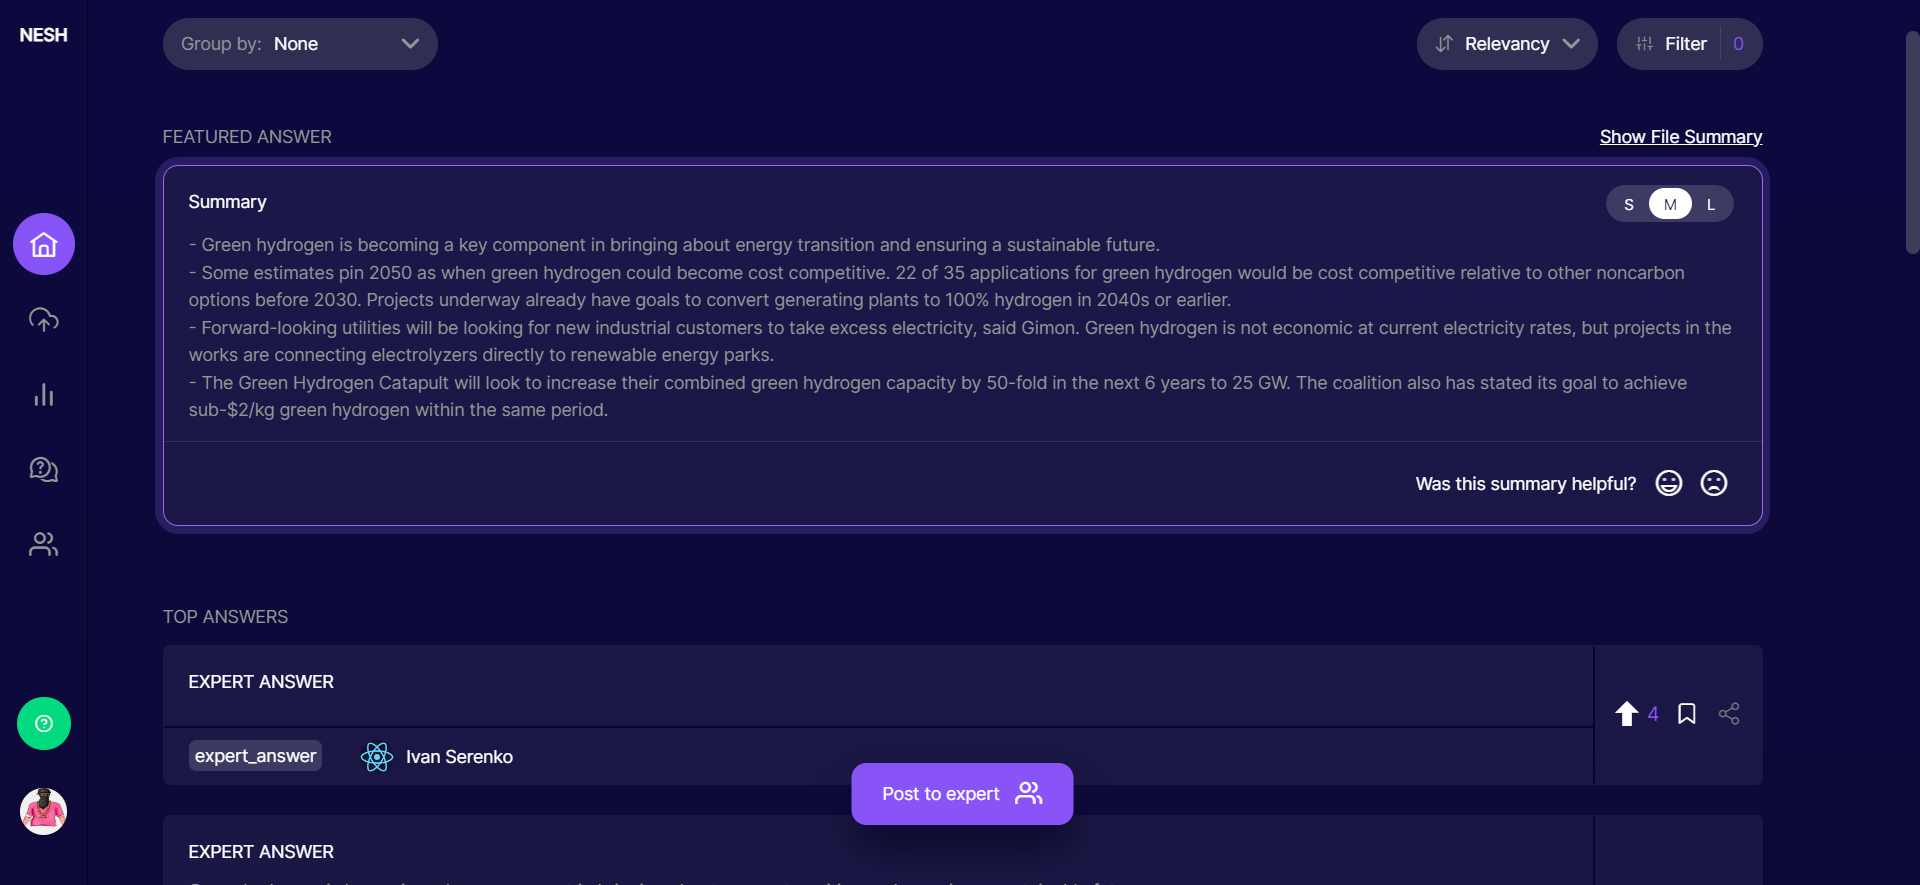 NESH
Group by: None
Relevancy
Filter 0
FEATURED ANSWER
Show File Summary
Summary
S M L
- Green hydrogen is becoming a key component in bringing about energy transition and ensuring a sustainable future.
- Some estimates pin 2050 as when green hydrogen could become cost competitive. 22 of 35 applications for green hydrogen would be cost competitive relative to other noncarbon
options before 2030. Projects underway already have goals to convert generating plants to 100% hydrogen in 2040s or earlier.
- Forward-looking utilities will be looking for new industrial customers to take excess electricity, said Gimon. Green hydrogen is not economic at current electricity rates, but projects in the
works are connecting electrolyzers directly to renewable energy parks.
- The Green Hydrogen Catapult will look to increase their combined green hydrogen capacity by 50-fold in the next 6 years to 25 GW. The coalition also has stated its goal to achieve
sub-$2/kg green hydrogen within the same period.
Was this summary helpful?
TOP ANSWERS
EXPERT ANSWER
4
expert_answer Ivan Serenko
Post to expert
EXPERT ANSWER